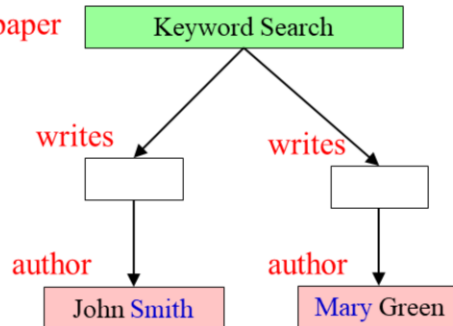 paper
Keyword Search
writes
writes
author
author
John Smith
Mary Green